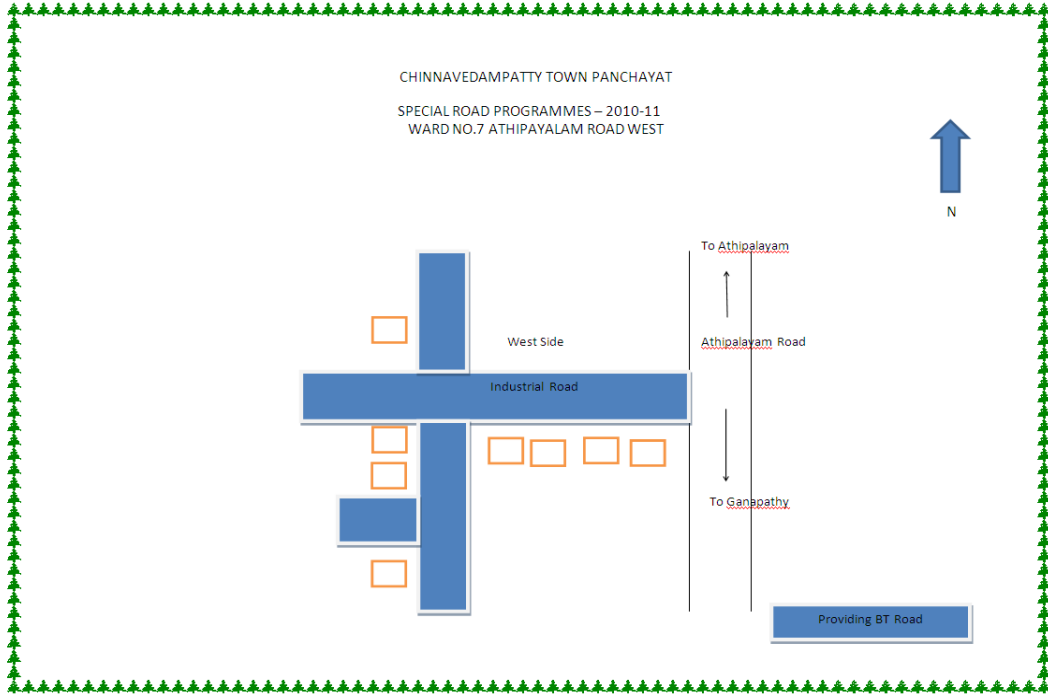 CHINNAVEDAMPATTY TOWN PANCHAYAT
SPECIAL ROAD PROGRAMMES – 2010-11
WARD NO.7 ATHIPAYALAM ROAD WEST
N
To Athipalayam
West Side
Athipalayam Road
Industrial Road
To Ganapathy
Providing BT Road